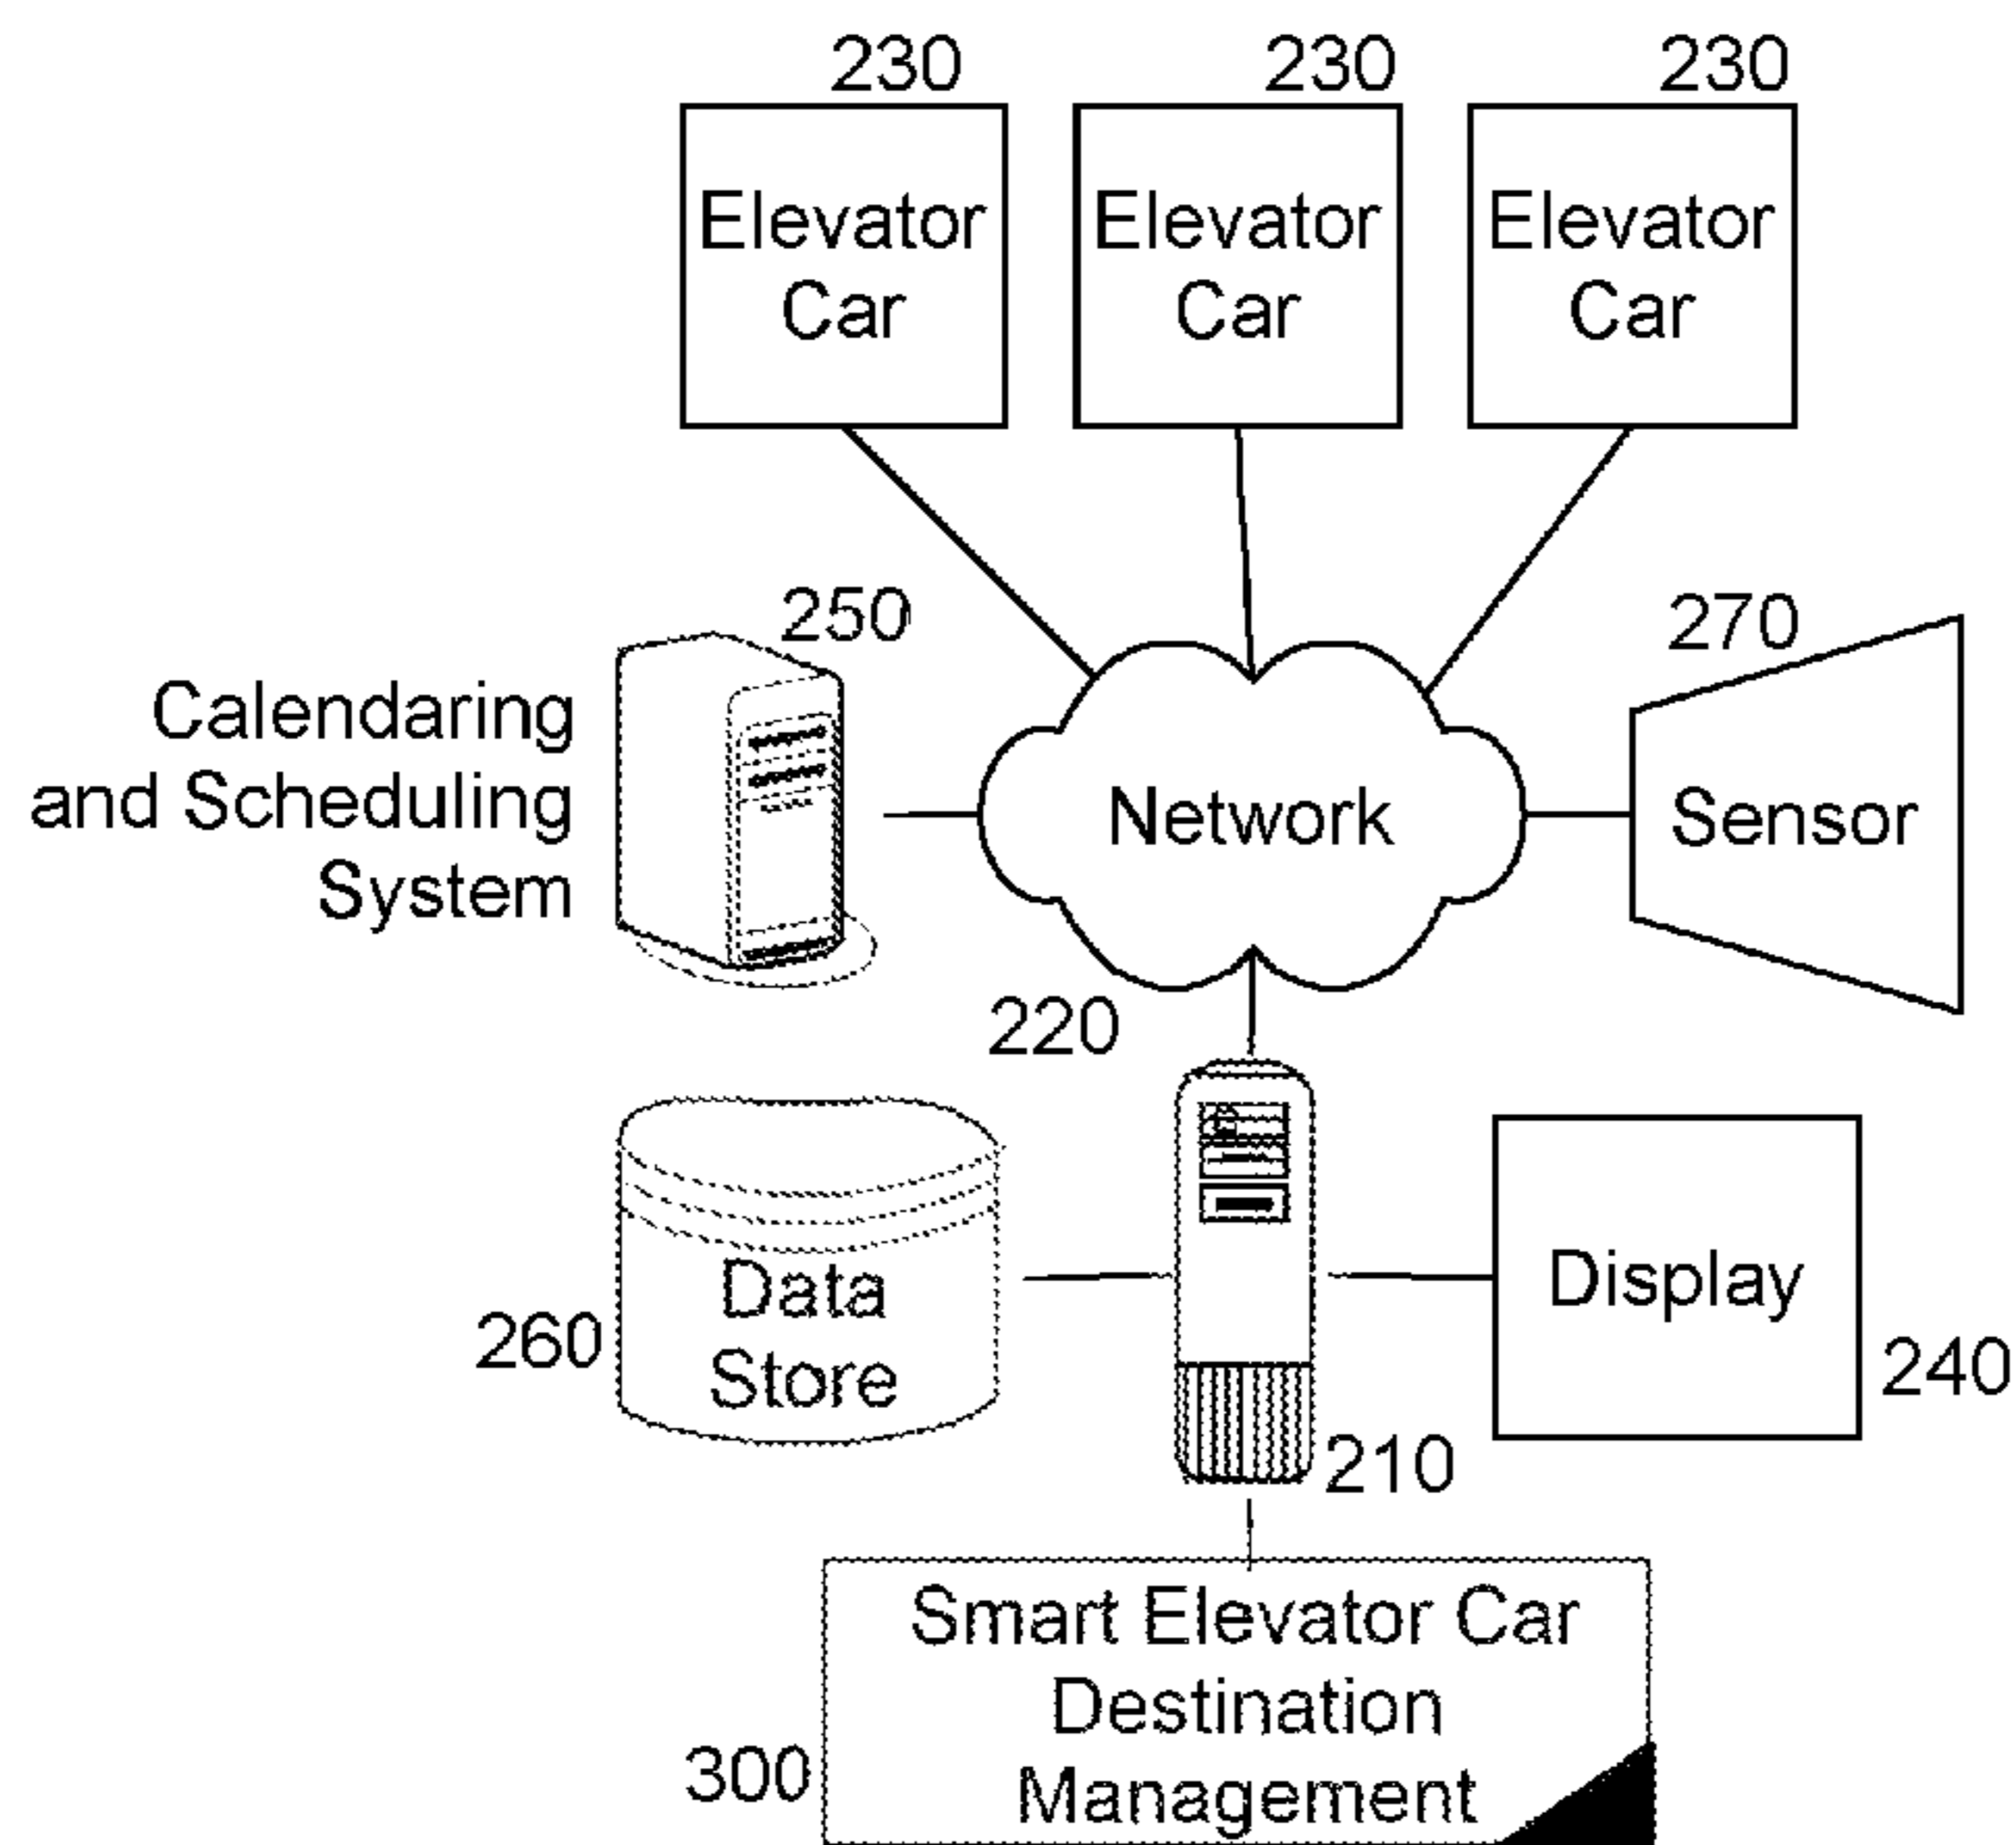 230 230 230
Elevator Elevator Elevator
Car Car Car
250
270
Calendaring
and Scheduling
System
Network
Sensor
220
Data
Store
260
Display
240
210
Smart Elevator Car
Destination
Management
300